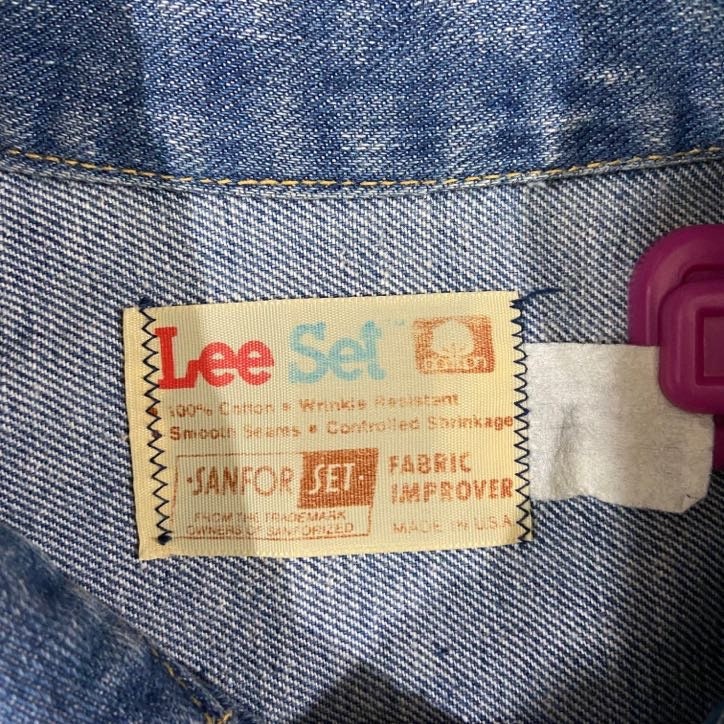 Lee Set™
COTTON
100% Cotton • Wrinkle Resistant
• Smooth Seams • Controlled Shrinkage
·SANFOR SET· FABRIC
IMPROVER
FROM THE TRADEMARK
OWNERS OF SANFORIZED
MADE IN U.S.A.